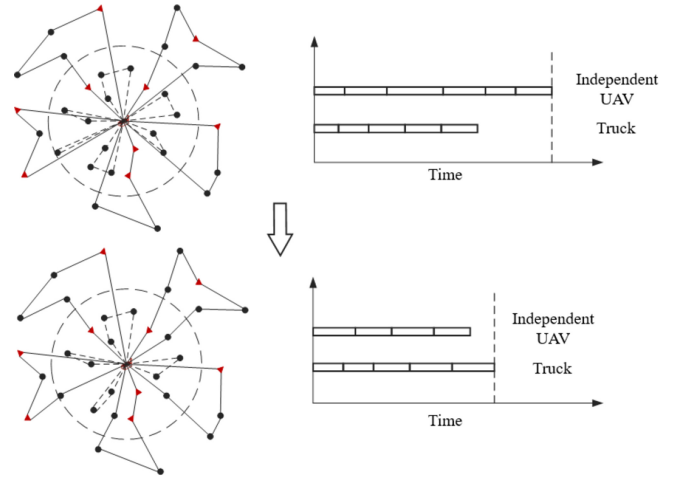 Independent
UAV
Truck
Time
Independent
UAV
Truck
Time